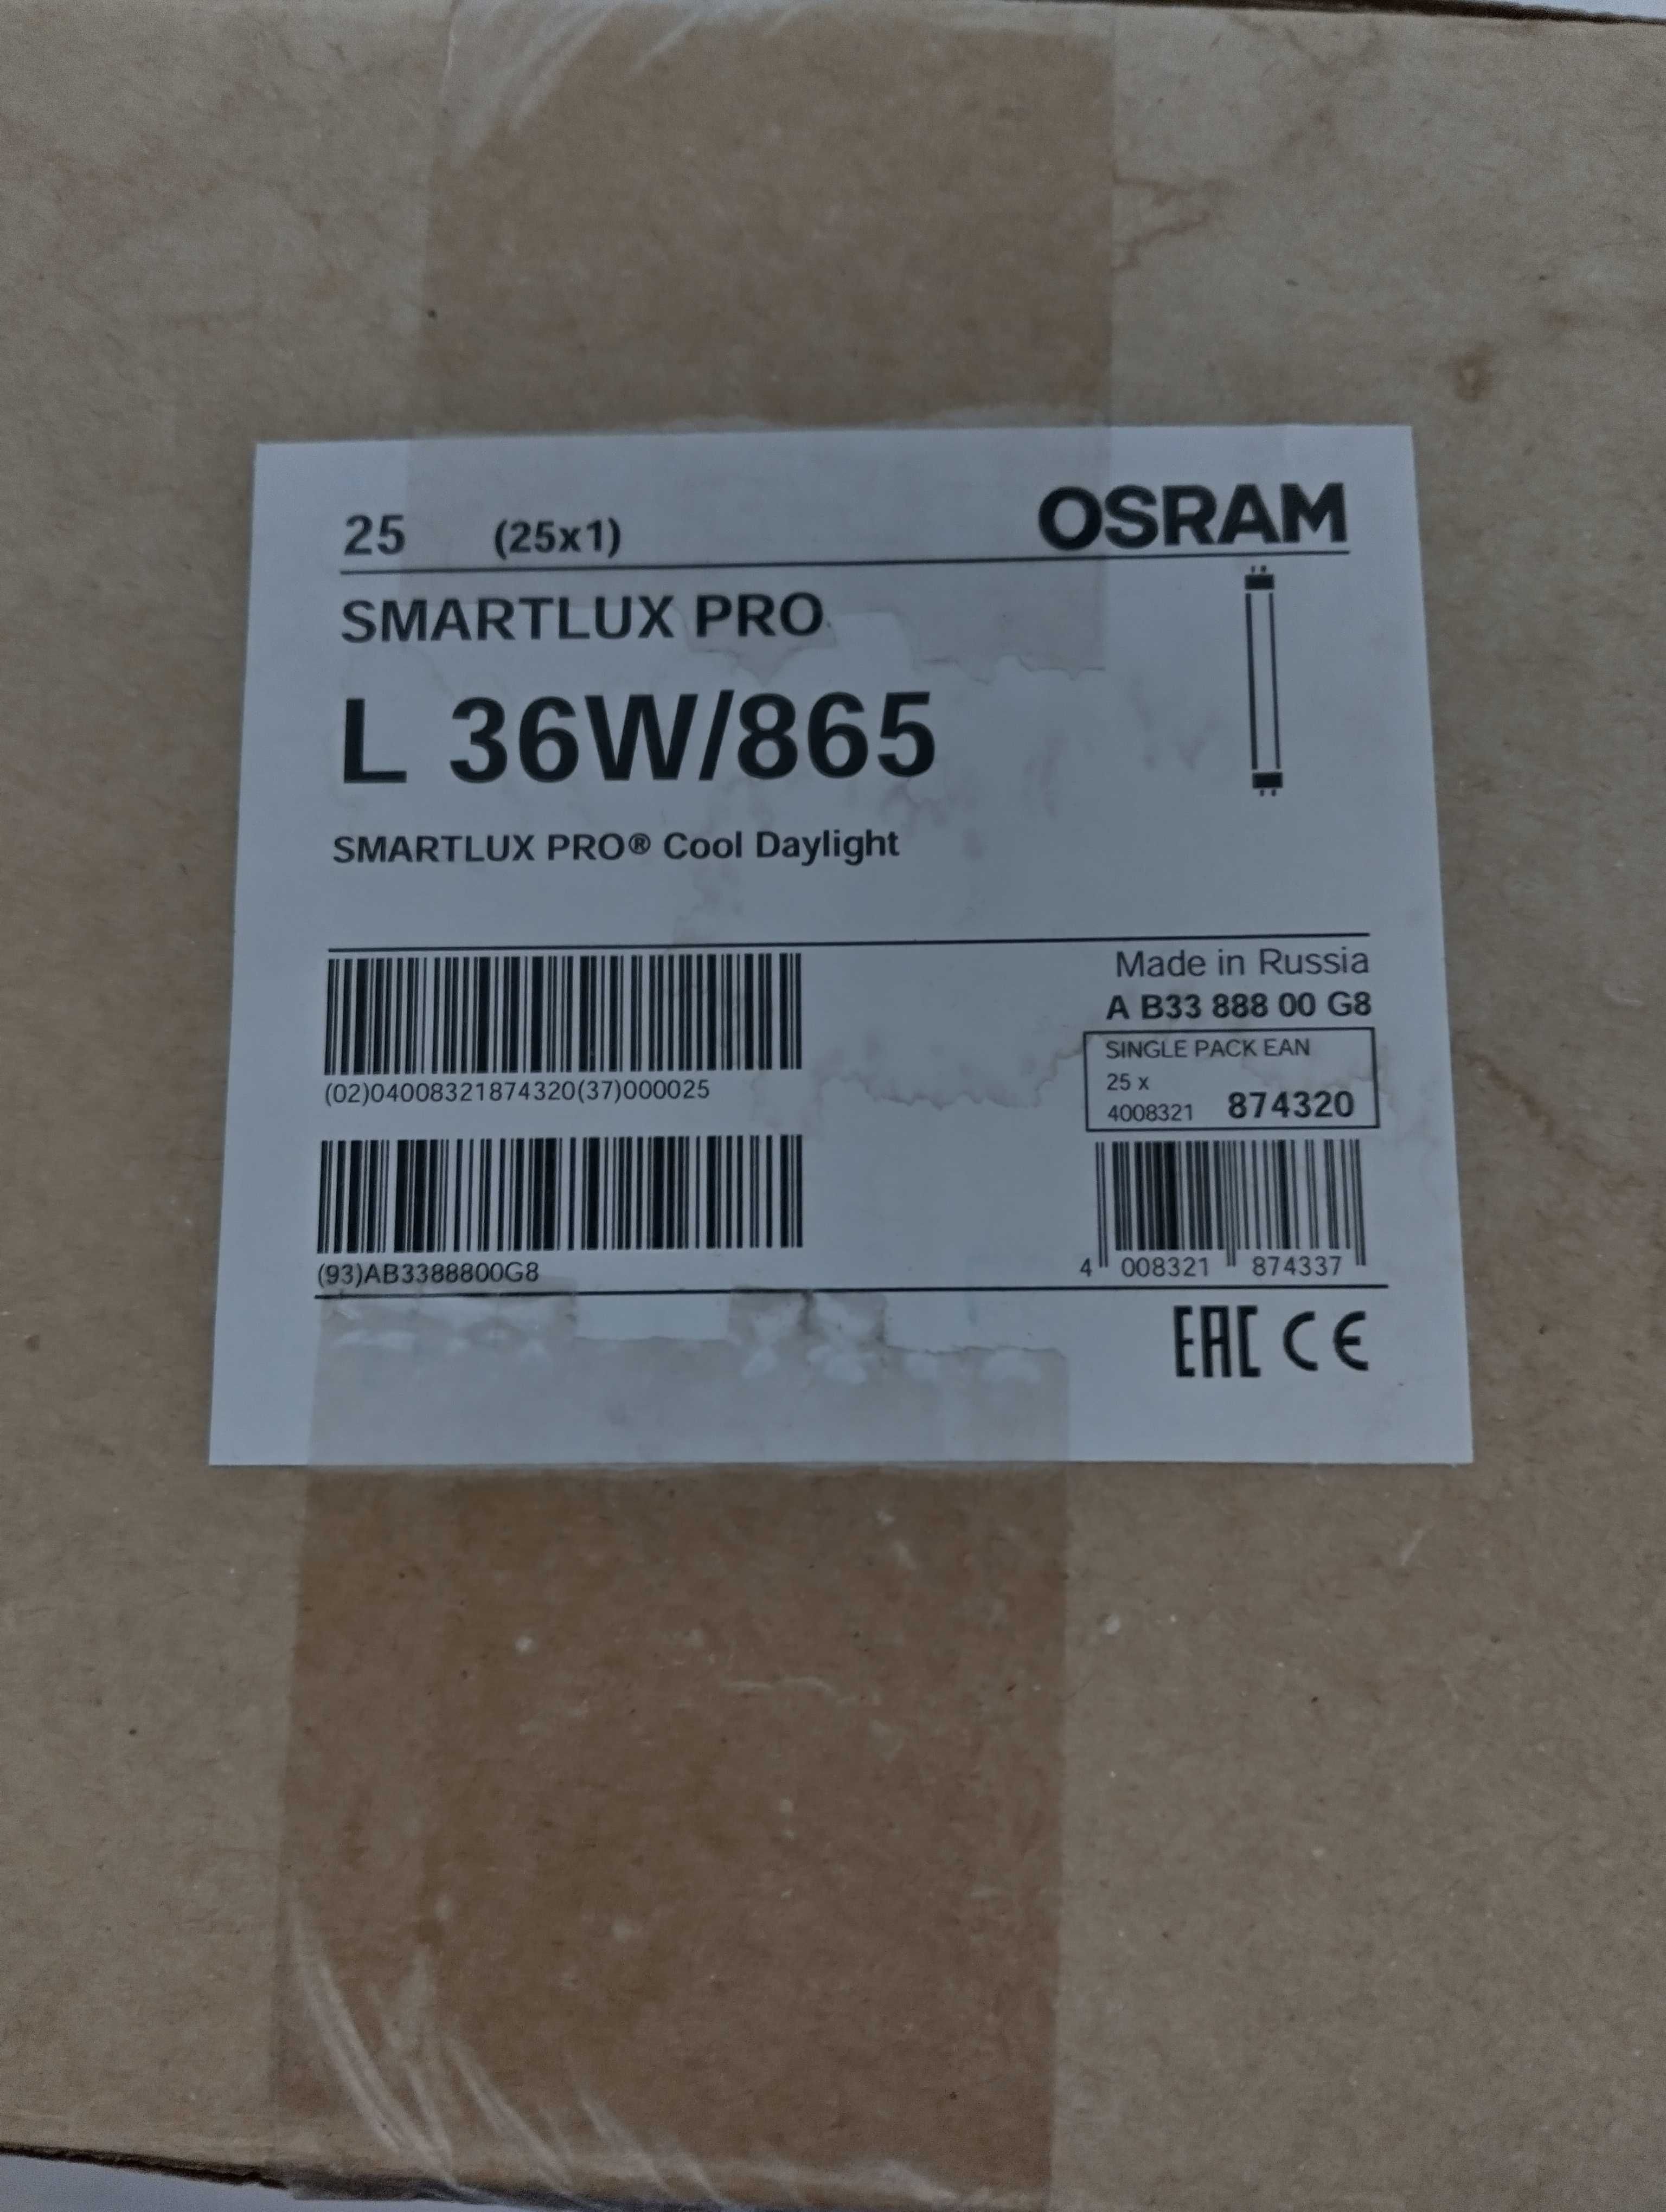 25 (25x1) OSRAM
SMARTLUX PRO
L 36W/865
SMARTLUX PRO® Cool Daylight
Made in Russia
A B33 888 00 G8
SINGLE PACK EAN
25 x
4008321 874320
(02)04008321874320(37)000025
(93)AB3388800G8
4 008321 874337
EAC CE